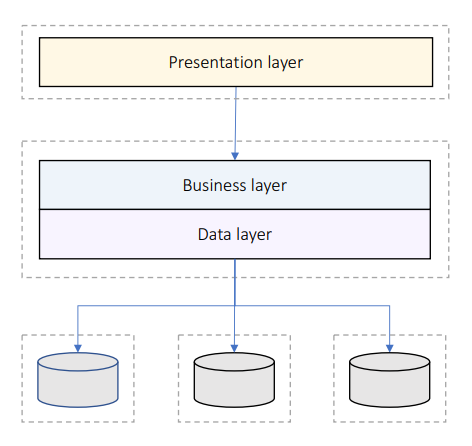 Presentation layer
Business layer
Data layer